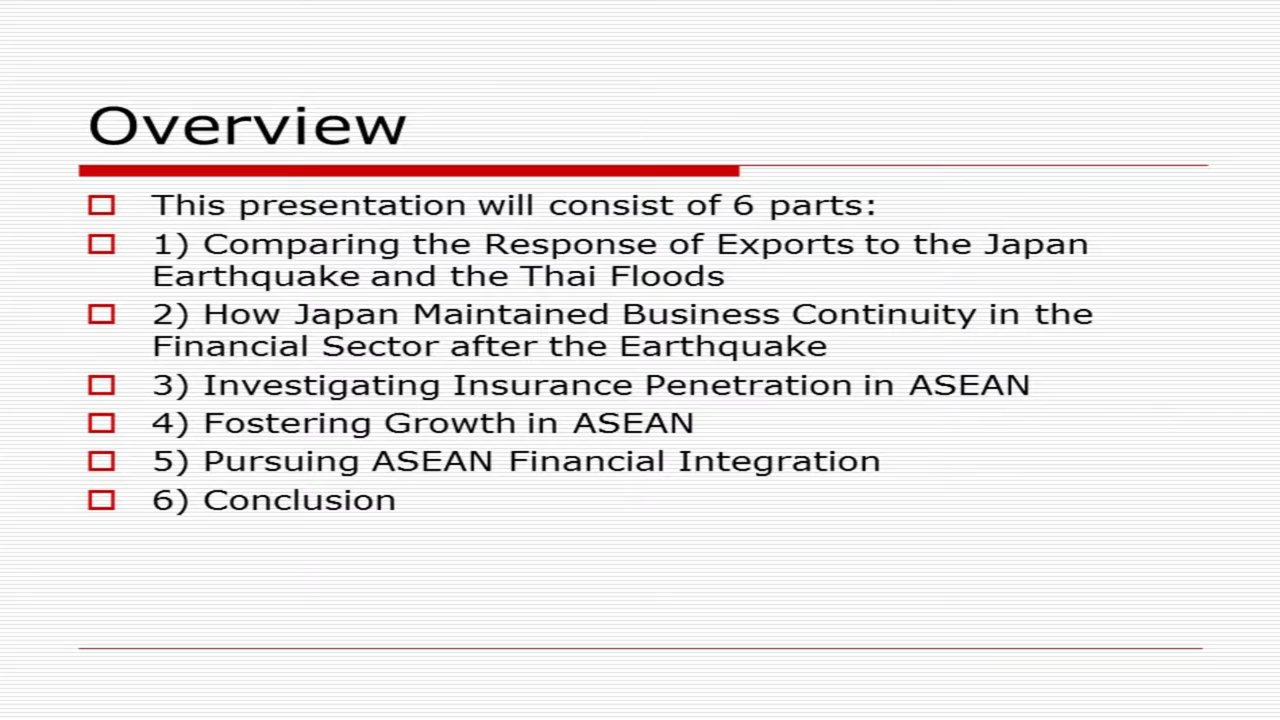 Overview
This presentation will consist of 6 parts:
1) Comparing the Response of Exports to the Japan
Earthquake and the Thai Floods
2) How Japan Maintained Business Continuity in the
Financial Sector after the Earthquake
3) Investigating Insurance Penetration in ASEAN
4) Fostering Growth in ASEAN
5) Pursuing ASEAN Financial Integration
6) Conclusion